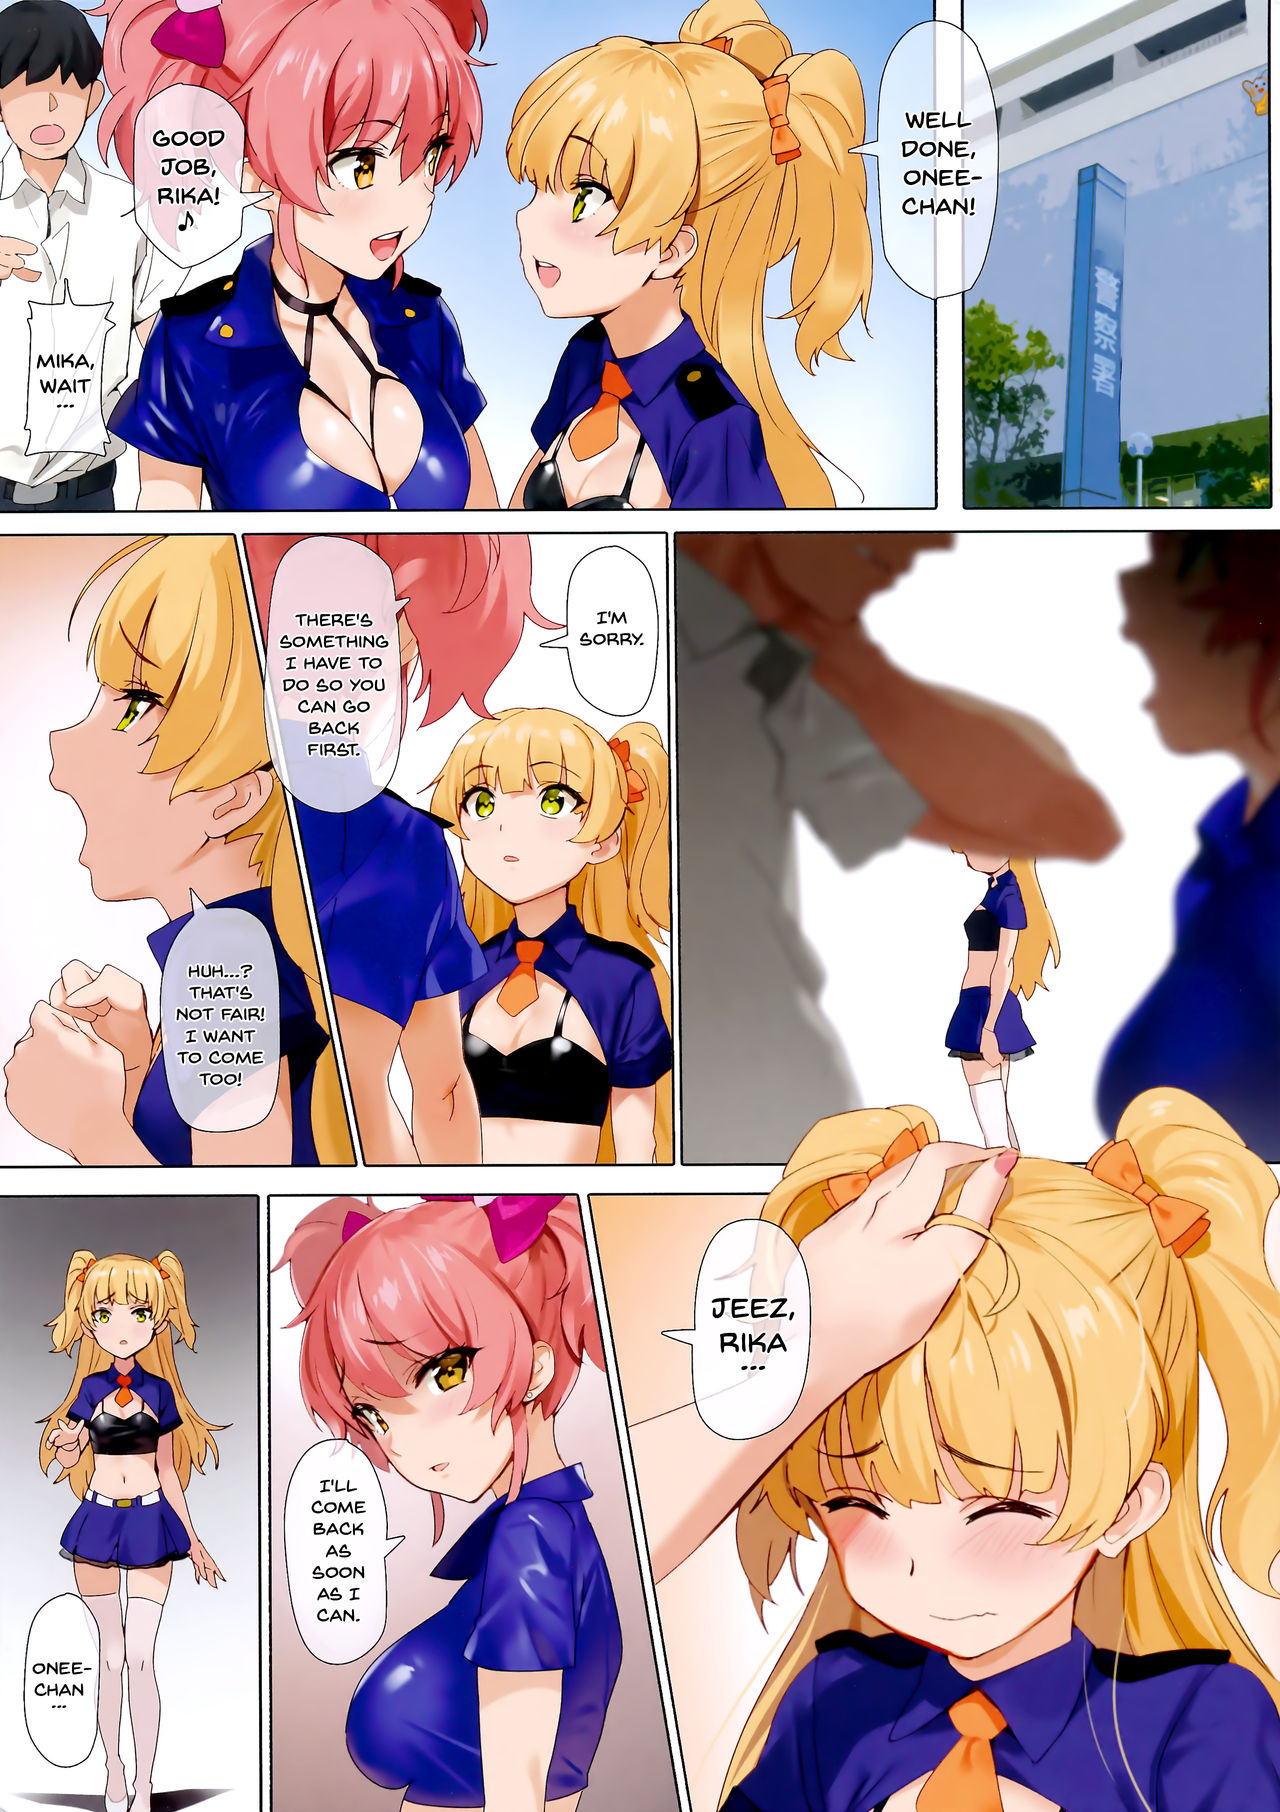 警察署
WELL
DONE,
ONEE-
CHAN!
GOOD
JOB,
RIKA!
♪
MIKA,
WAIT
...
I'M
SORRY.
THERE'S
SOMETHING
I HAVE TO
DO SO YOU
CAN GO
BACK
FIRST.
HUH...?
THAT'S
NOT FAIR!
I WANT
TO COME
TOO!
JEEZ,
RIKA
...
I'LL
COME
BACK
AS
SOON
AS I
CAN.
ONEE-
CHAN
...